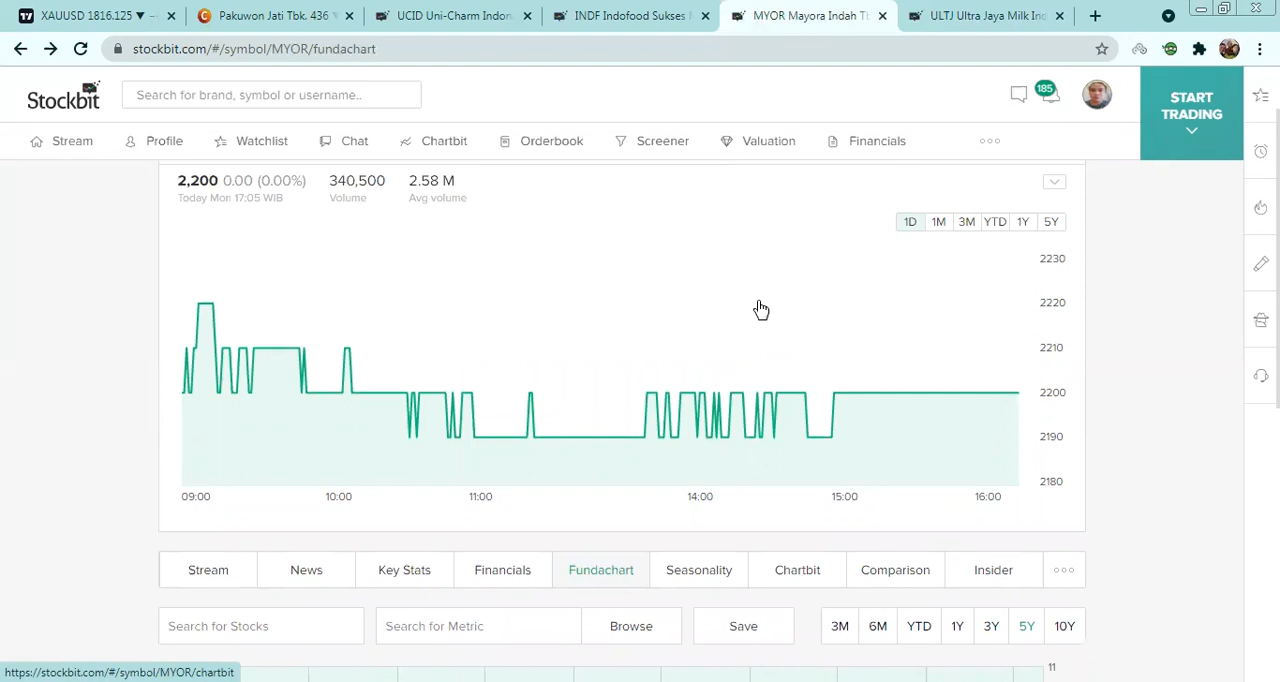 XAUUSD 1816.125 ▼ −
Pakuwon Jati Tbk. 436
UCID Uni-Charm Indon
INDF Indofood Sukses M
MYOR Mayora Indah Tb
ULTJ Ultra Jaya Milk Ind
stockbit.com/#/symbol/MYOR/fundachart
Stockbit
Search for brand, symbol or username..
185
START
TRADING
Stream
Profile
Watchlist
Chat
Chartbit
Orderbook
Screener
Valuation
Financials
2,200 0.00 (0.00%)
340,500
2.58 M
Today Mon 17:05 WIB
Volume
Avg volume
1D 1M 3M YTD 1Y 5Y
2230
2220
2210
2200
2190
2180
09:00 10:00 11:00 14:00 15:00 16:00
Stream News Key Stats Financials Fundachart Seasonality Chartbit Comparison Insider
Search for Stocks Search for Metric Browse Save 3M 6M YTD 1Y 3Y 5Y 10Y
https://stockbit.com/#/symbol/MYOR/chartbit
11